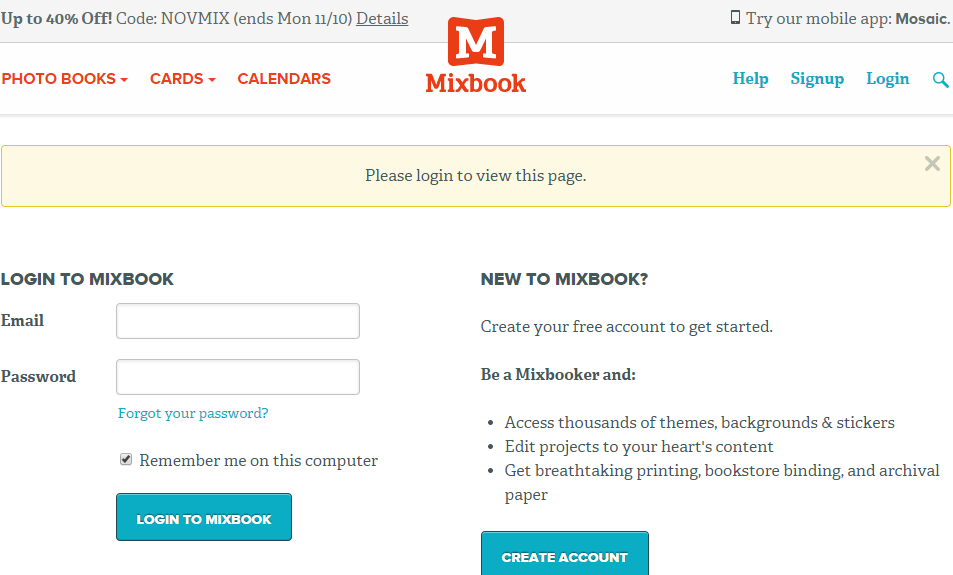 Up to 40% Off! Code: NOVMIX (ends Mon 11/10) Details
Try our mobile app: Mosaic.
M
Mixbook
PHOTO BOOKS CARDS CALENDARS
Help Signup Login
Please login to view this page.
LOGIN TO MIXBOOK
Email
Password
Forgot your password?
Remember me on this computer
LOGIN TO MIXBOOK
NEW TO MIXBOOK?
Create your free account to get started.
Be a Mixbooker and:
• Access thousands of themes, backgrounds & stickers
• Edit projects to your heart's content
• Get breathtaking printing, bookstore binding, and archival
paper
CREATE ACCOUNT